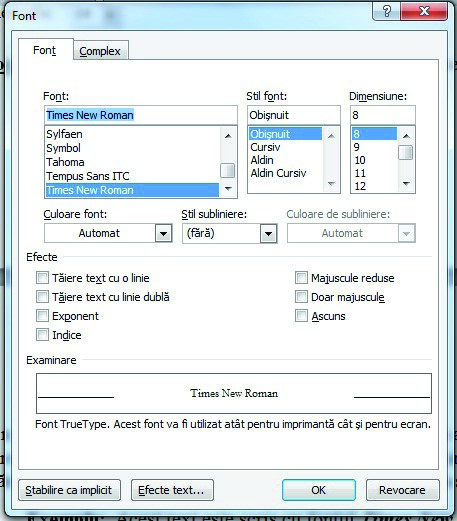 Font
Font
Complex
Font:
Stil font:
Dimensiune:
Times New Roman
Obișnuit
8
Sylfaen
Symbol
Tahoma
Tempus Sans ITC
Times New Roman
Obișnuit
Cursiv
Aldin
Aldin Cursiv
8
9
10
11
12
Culoare font:
Stil subliniere:
Culoare de subliniere:
Automat
(fără)
Automat
Efecte
Tăiere text cu o linie
Tăiere text cu linie dublă
Exponent
Indice
Majuscule reduse
Doar majuscule
Ascuns
Examinare
Times New Roman
Font TrueType. Acest font va fi utilizat atât pentru imprimantă cât și pentru ecran.
Stabilire ca implicit
Efecte text...
OK
Revocare